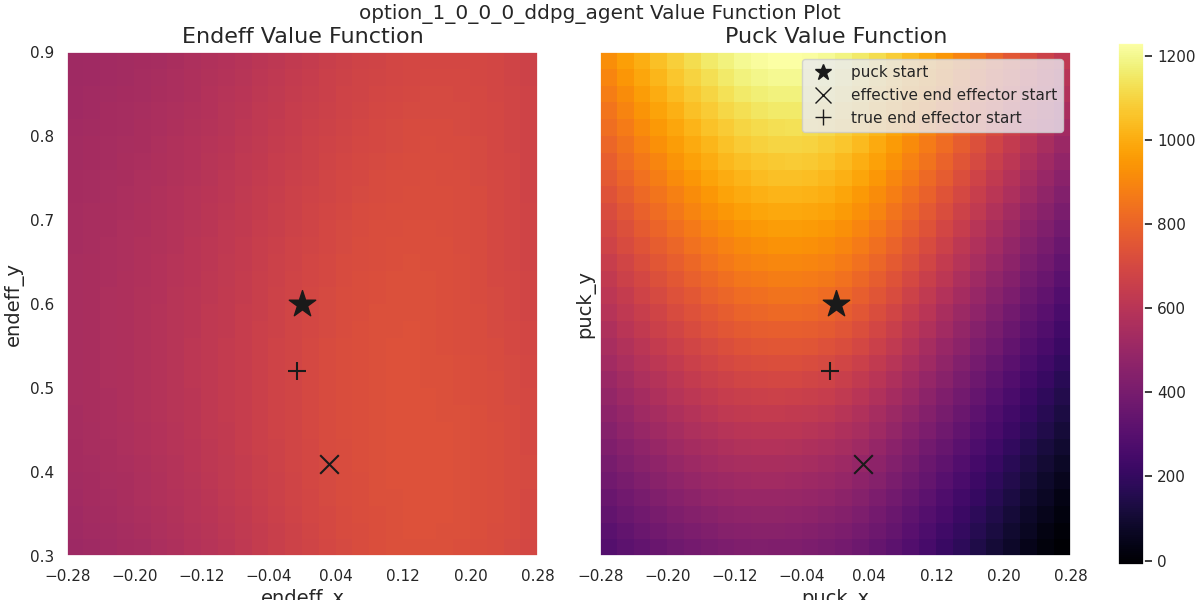 option_1_0_0_0_ddpg_agent Value Function Plot
Endeff Value Function
Puck Value Function
0.9
0.8
0.7
0.6
0.5
0.4
0.3
endeff_y
−0.28 −0.20 −0.12 −0.04 0.04 0.12 0.20 0.28
endeff_x
puck_y
puck start
effective end effector start
true end effector start
−0.28 −0.20 −0.12 −0.04 0.04 0.12 0.20 0.28
puck_x
1200
1000
800
600
400
200
0